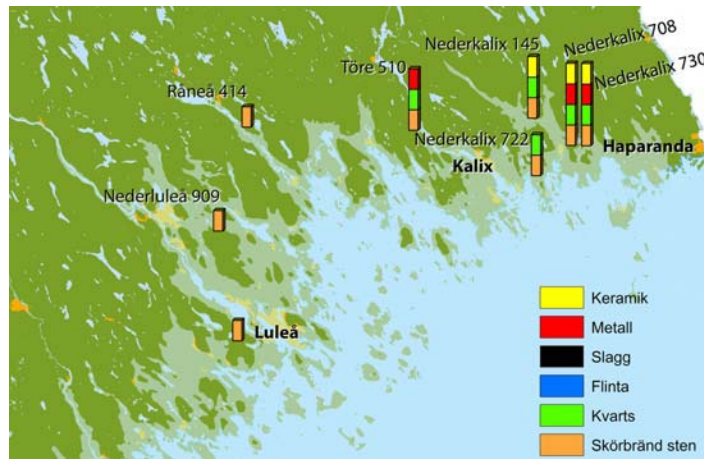 Nederkalix 708
Nederkalix 145
Töre 510
Nederkalix 730
Råneå 414
Nederkalix 722
Kalix
Haparanda
Nederluleå 909
Luleå
Keramik
Metall
Slagg
Flinta
Kvarts
Skörbränd sten